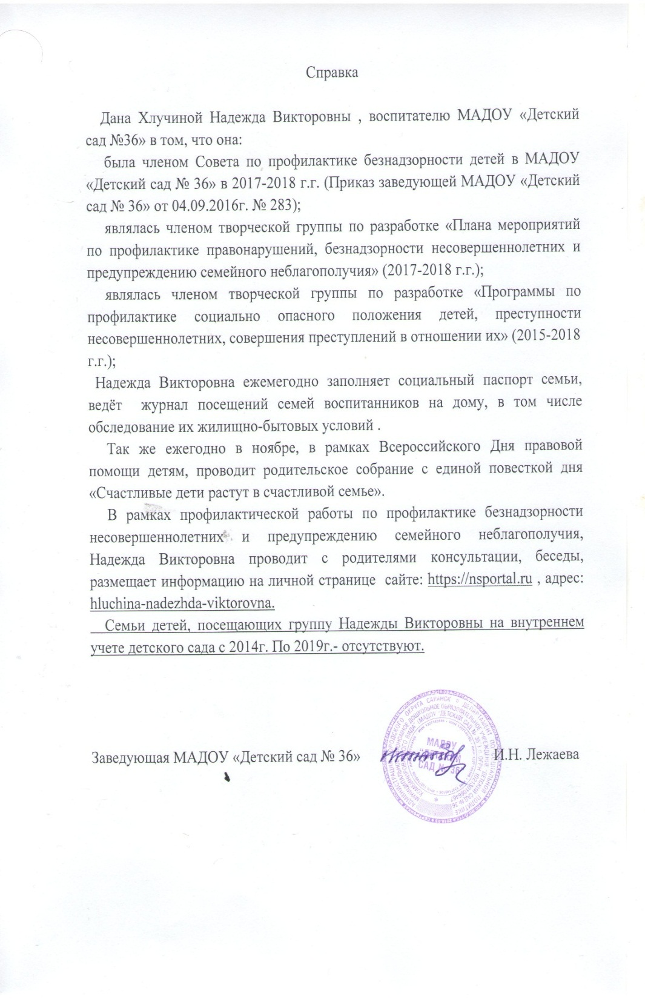 Справка
Дана Хлучиной Надежда Викторовны , воспитателю МАДОУ «Детский
сад №36» в том, что она:
была членом Совета по профилактике безнадзорности детей в МАДОУ
«Детский сад № 36» в 2017-2018 г.г. (Приказ заведующей МАДОУ «Детский
сад № 36» от 04.09.2016г. № 283);
являлась членом творческой группы по разработке «Плана мероприятий
по профилактике правонарушений, безнадзорности несовершеннолетних и
предупреждению семейного неблагополучия» (2017-2018 г.г.);
являлась членом творческой группы по разработке «Программы по
профилактике социально опасного положения детей, преступности
несовершеннолетних, совершения преступлений в отношении их» (2015-2018
г.г.);
Надежда Викторовна ежемегодно заполняет социальный паспорт семьи,
ведёт журнал посещений семей воспитанников на дому, в том числе
обследование их жилищно-бытовых условий .
Так же ежегодно в ноябре, в рамках Всероссийского Дня правовой
помощи детям, проводит родительское собрание с единой повесткой дня
«Счастливые дети растут в счастливой семье».
В рамках профилактической работы по профилактике безнадзорности
несовершеннолетних и предупреждению семейного неблагополучия,
Надежда Викторовна проводит с родителями консультации, беседы,
размещает информацию на личной странице сайте: https://nsportal.ru , адрес:
hluchina-nadezhda-viktorovna.
Семьи детей, посещающих группу Надежды Викторовны на внутреннем
учете детского сада с 2014г. По 2019г.- отсутствуют.
Заведующая МАДОУ «Детский сад № 36» И.Н. Лежаева
МАДОУ
"ДЕТСКИЙ
САД № 36"